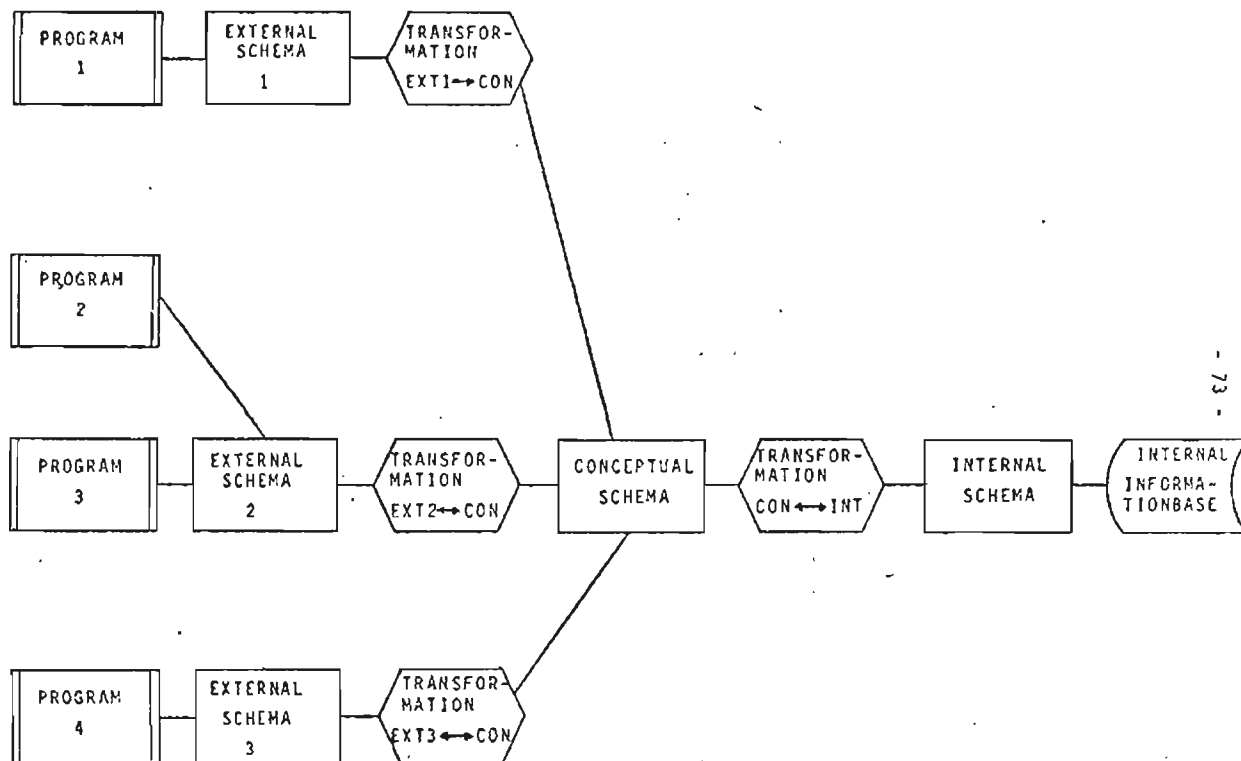 PROGRAM
1
EXTERNAL
SCHEMA
1
TRANSFOR-
MATION
EXT1↔CON
PROGRAM
2
PROGRAM
3
EXTERNAL
SCHEMA
2
TRANSFOR-
MATION
EXT2↔CON
CONCEPTUAL
SCHEMA
TRANSFOR-
MATION
CON↔INT
INTERNAL
SCHEMA
INTERNAL
INFORMA-
TIONBASE
PROGRAM
4
EXTERNAL
SCHEMA
3
TRANSFOR-
MATION
EXT3↔CON
- 73 -